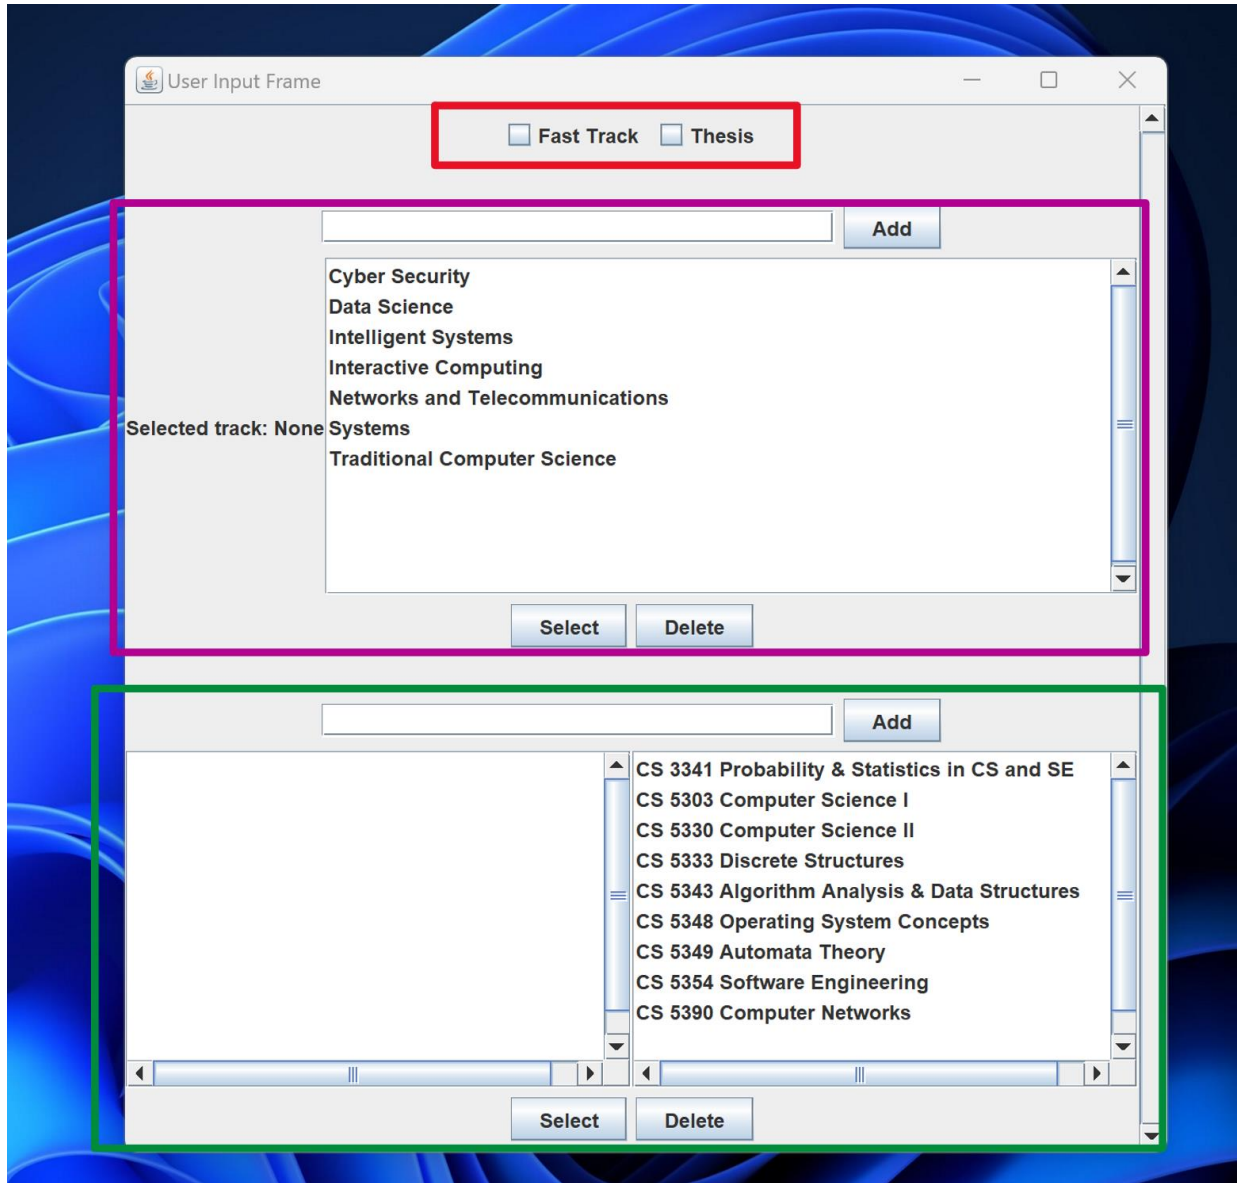 User Input Frame
Fast Track Thesis
Add
Cyber Security
Data Science
Intelligent Systems
Interactive Computing
Networks and Telecommunications
Selected track: None Systems
Traditional Computer Science
Select Delete
Add
CS 3341 Probability & Statistics in CS and SE
CS 5303 Computer Science I
CS 5330 Computer Science II
CS 5333 Discrete Structures
CS 5343 Algorithm Analysis & Data Structures
CS 5348 Operating System Concepts
CS 5349 Automata Theory
CS 5354 Software Engineering
CS 5390 Computer Networks
Select Delete